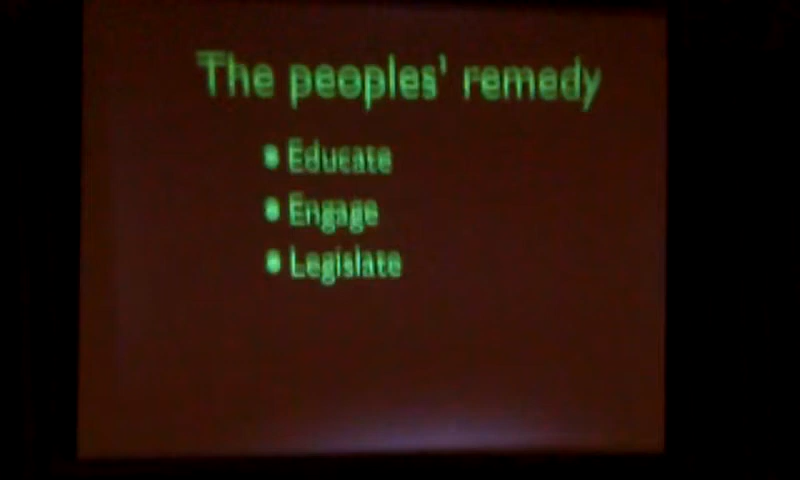 The peoples' remedy
• Educate
• Engage
• Legislate